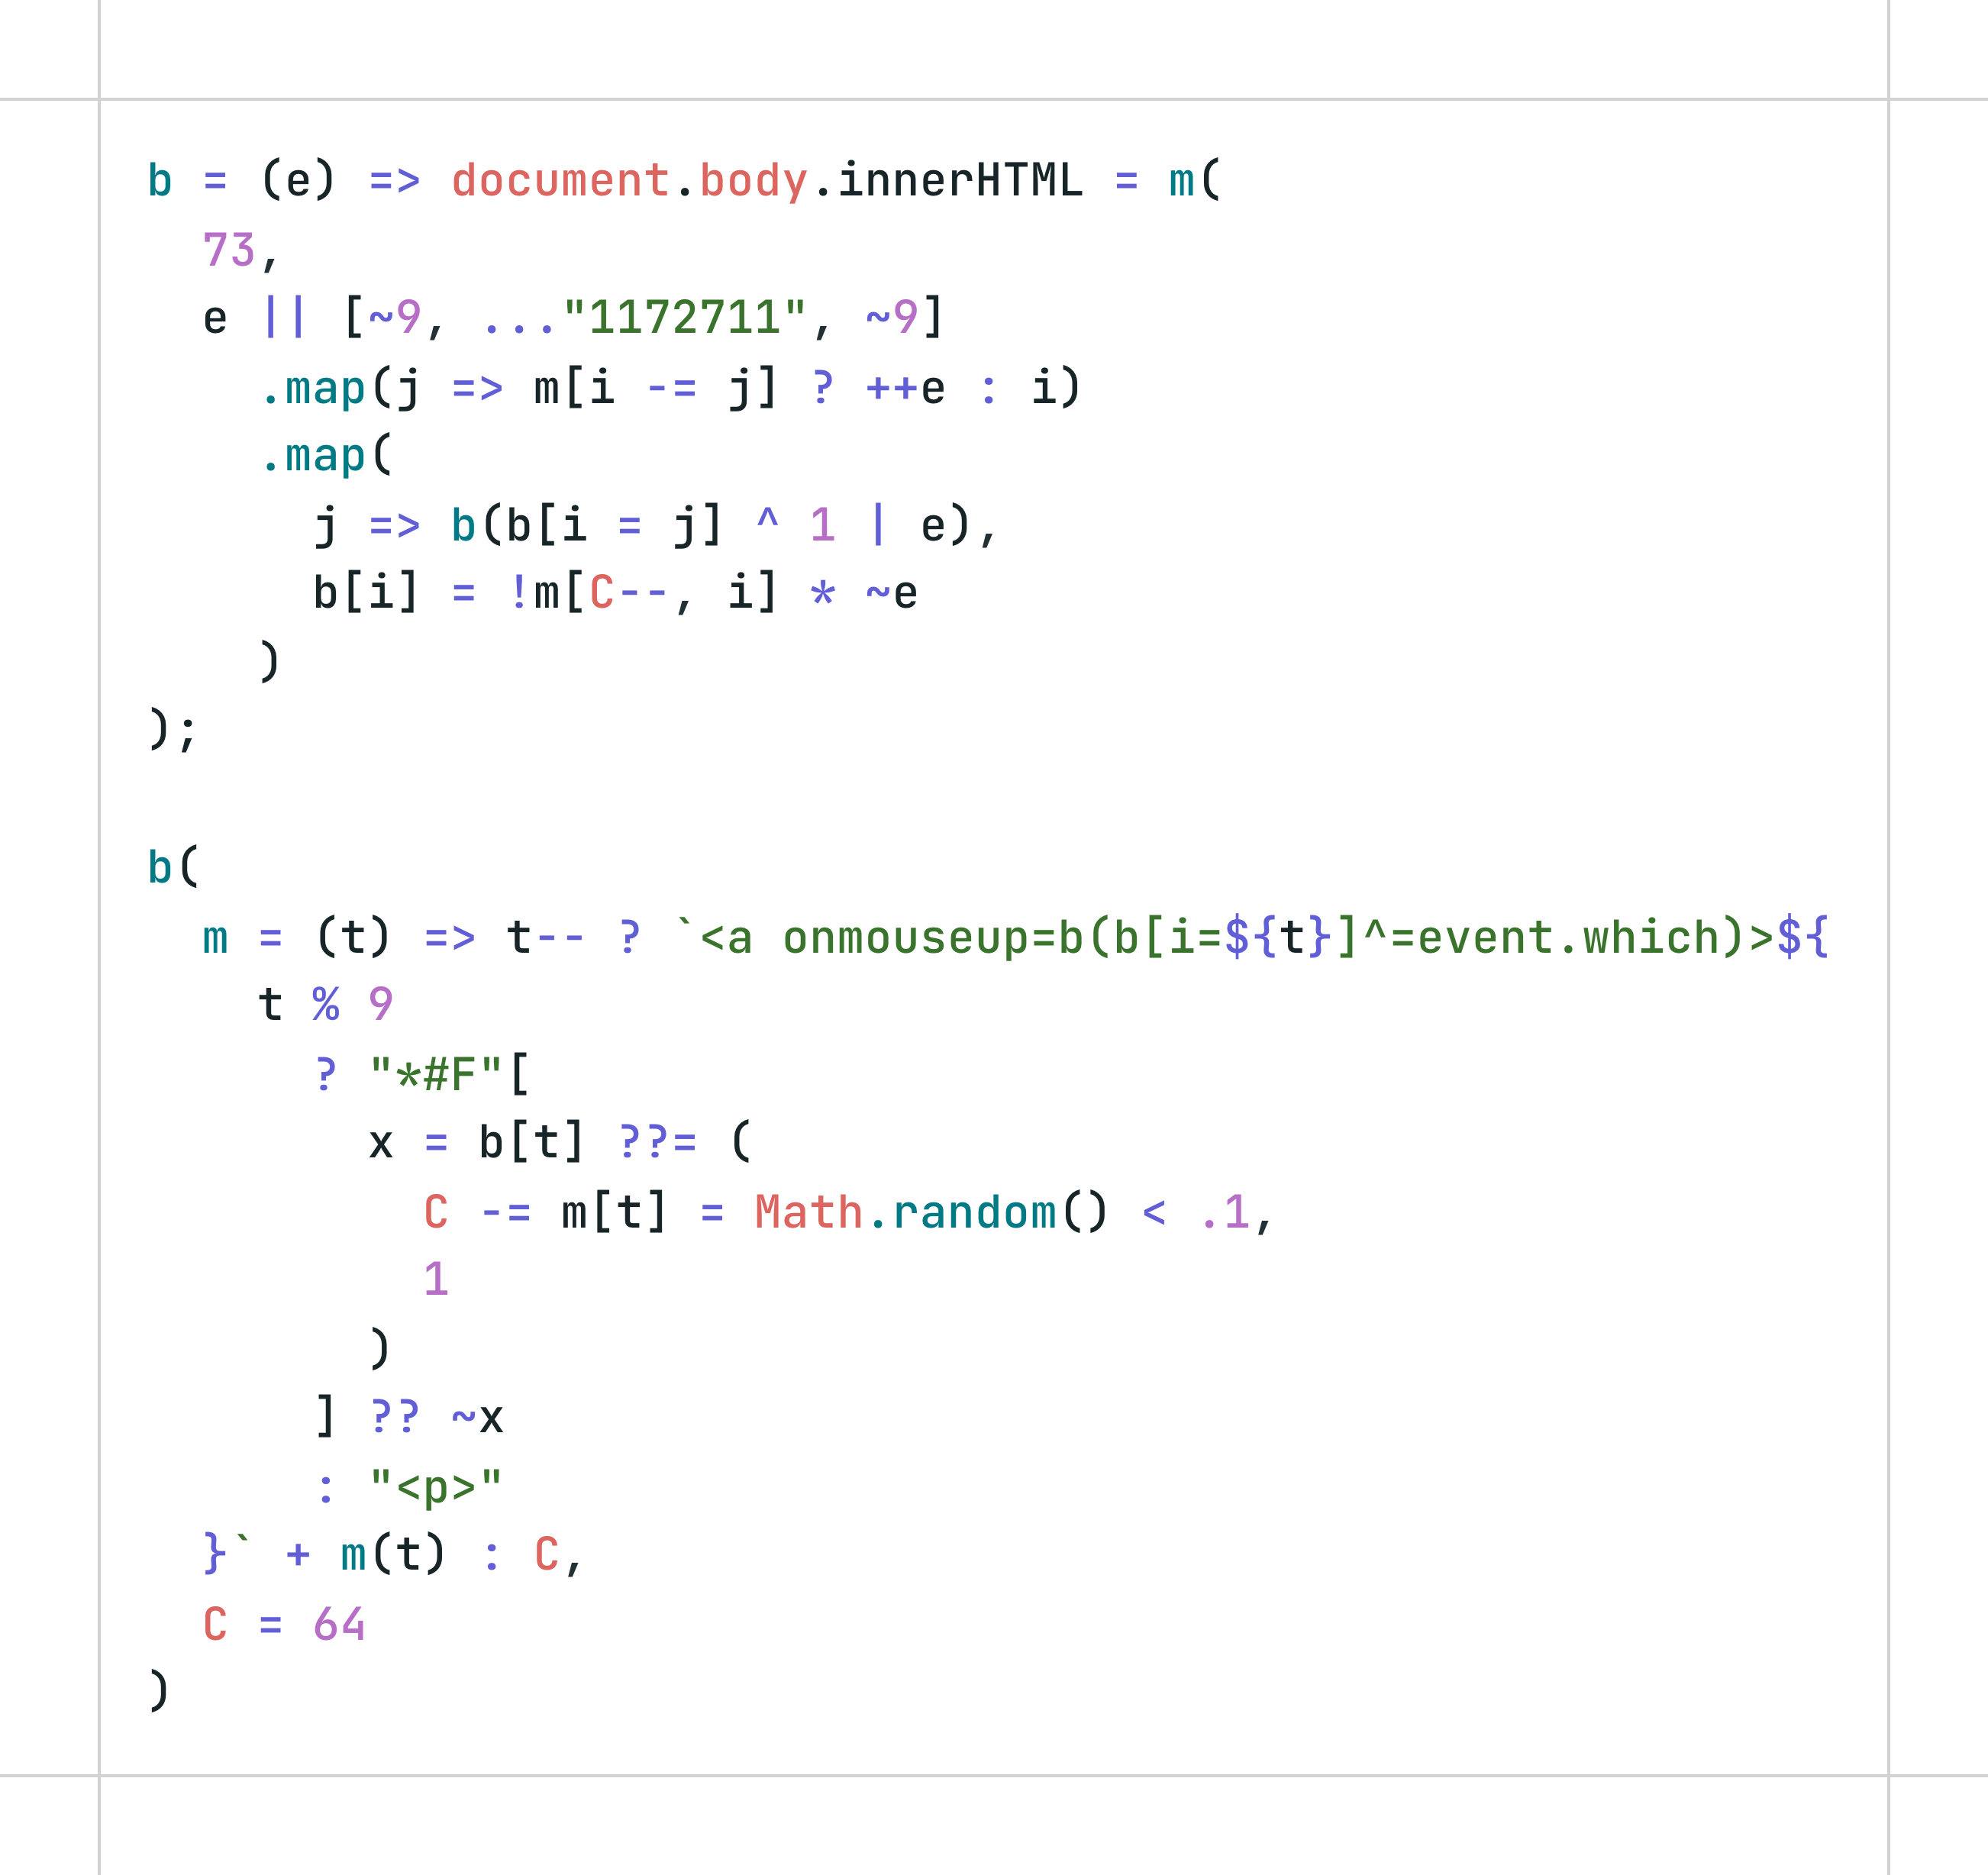 b = (e) => document.body.innerHTML = m(
  73,
  e || [~9, ..."1172711", ~9]
    .map(j => m[i -= j] ? ++e : i)
    .map(
      j => b(b[i = j] ^ 1 | e),
      b[i] = !m[C--, i] * ~e
    )
);
b(
  m = (t) => t-- ? `<a onmouseup=b(b[i=${t}]^=event.which)>${
    t % 9
      ? "*#F"[
        x = b[t] ??= (
          C -= m[t] = Math.random() < .1,
          1
        )
      ] ?? ~x
      : "<p>"
  }` + m(t) : C,
  C = 64
)